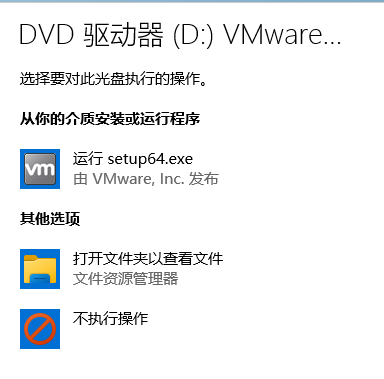 DVD 驱动器 (D:) VMware...
选择要对此光盘执行的操作。
从你的介质安装或运行程序
vm
运行 setup64.exe
由 VMware, Inc. 发布
其他选项
打开文件夹以查看文件
文件资源管理器
不执行操作